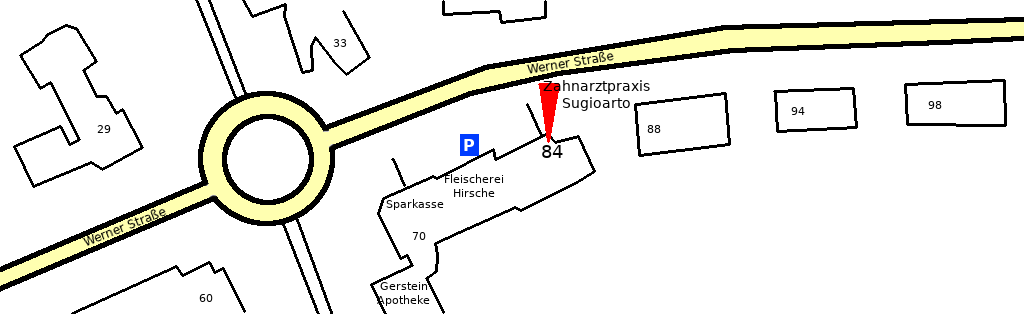 33
Werner Straße
Zahnarztpraxis
Sugioarto
98
94
88
29
P
84
Fleischerei
Hirsche
Sparkasse
Werner Straße
70
Gerstein
Apotheke
60